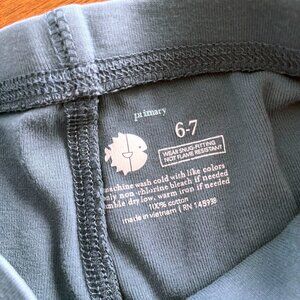 primary
6-7
WEAR SNUG-FITTING
NOT FLAME RESISTANT
machine wash cold with like colors
only non-chlorine bleach if needed
tumble dry low. warm iron if needed
100% cotton
made in vietnam | RN 145938